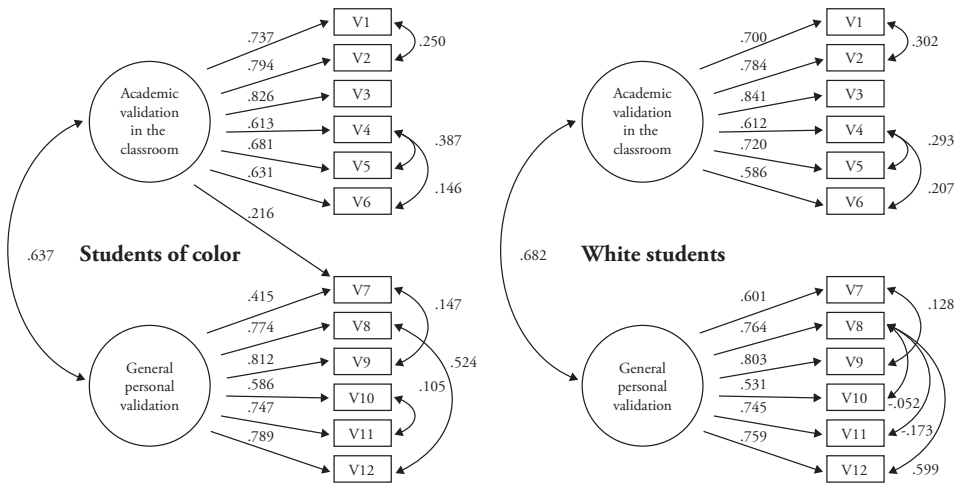 V1
.737
.250
.794
V2
Academic
validation
in the
classroom
.826
V3
.613
V4
.387
.681
V5
.631
.146
V6
.216
.637
Students of color
V7
.415
.147
.774
V8
.812
V9
.524
General
personal
validation
.586
.105
V10
.747
V11
.789
V12
V1
.700
.302
.784
V2
Academic
validation
in the
classroom
.841
V3
.612
V4
.293
.720
V5
.586
.207
V6
.682
White students
V7
.601
.128
.764
V8
.803
V9
General
personal
validation
.531
V10
-.052
.745
V11
-.173
.759
V12
.599